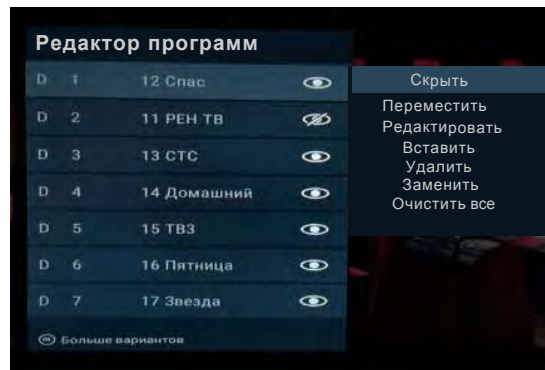 Редактор программ
D 1 12 Спас
D 2 11 РЕН ТВ
D 3 13 СТС
D 4 14 Домашний
D 5 15 ТВ3
D 6 16 Пятница
D 7 17 Звезда
OK Больше вариантов
Скрыть
Переместить
Редактировать
Вставить
Удалить
Заменить
Очистить все